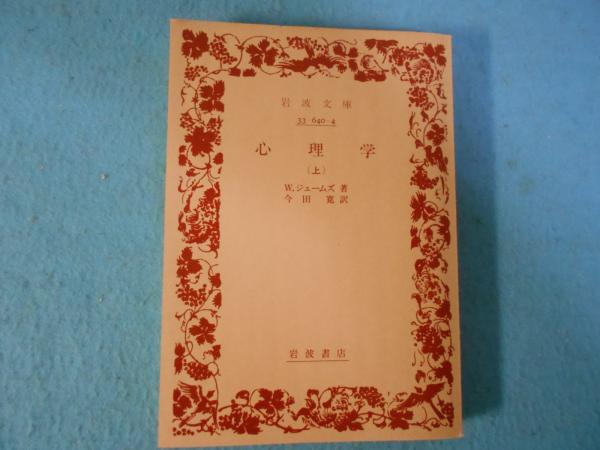 岩波文庫
33-640-4
心理学
(上)
W.ジェームズ 著
今田 寛訳
岩波書店